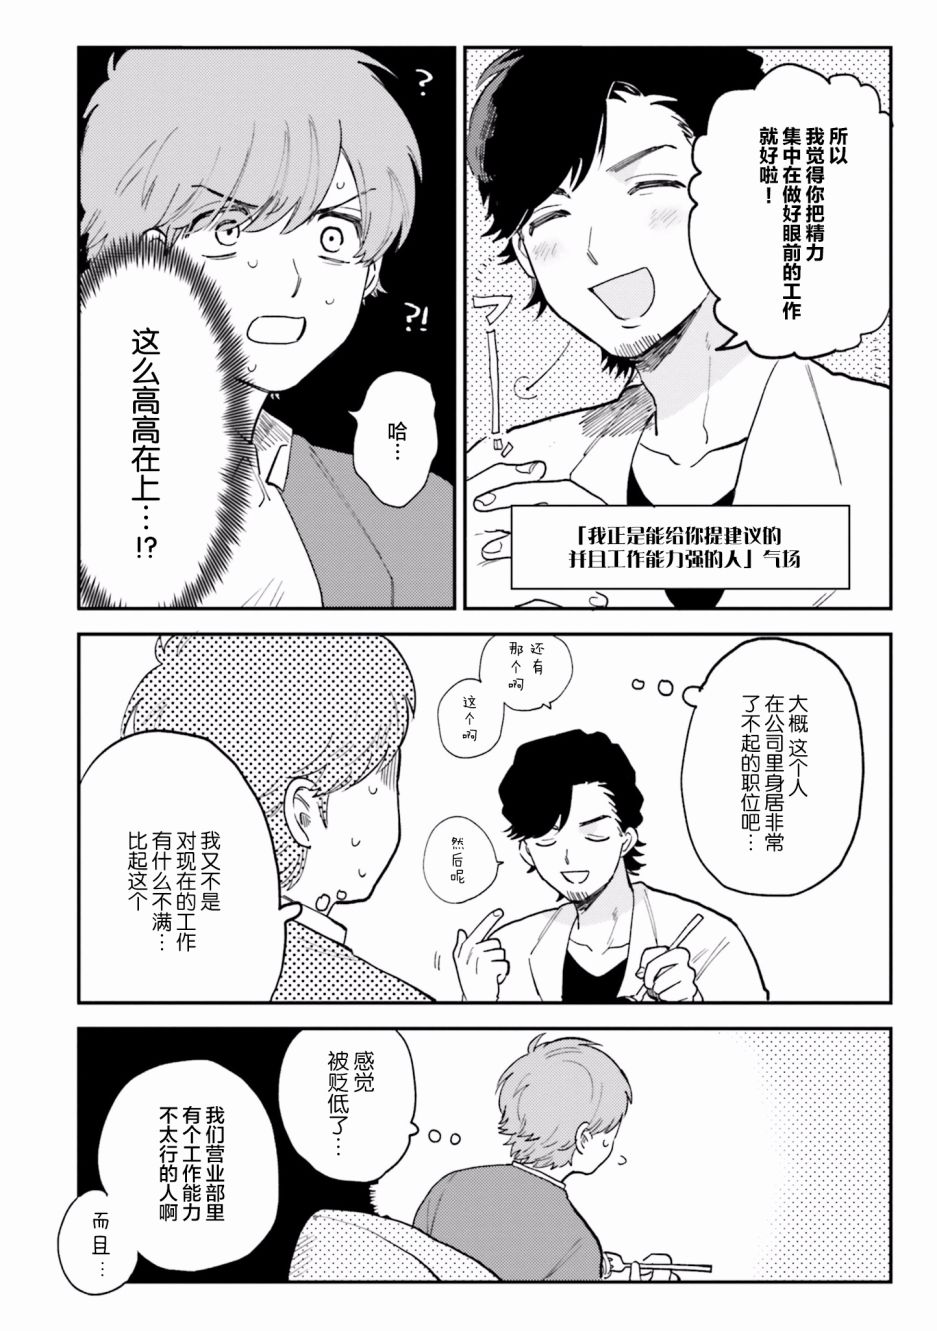 所以
我觉得你把精力
集中在做好眼前的工作
就好啦！
「我正是能给你提建议的
并且工作能力强的人」气场
?
?!
哈…
这么高高在上…!?
大概 这个人
在公司里身居非常
了不起的职位吧…
还有
那个啊
这个啊
然后呢
我又不是
对现在的工作
有什么不满…
比起这个
感觉
被贬低了…
我们营业部里
有个工作能力
不太行的人啊
而且…